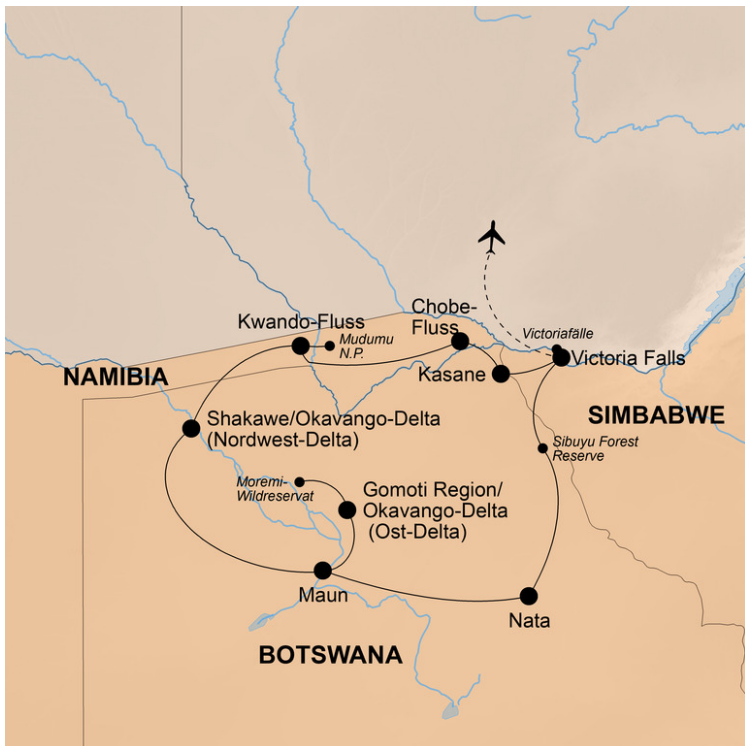 Chobe-
Fluss
Kwando-Fluss
Mudumu
N.P.
Victoriafälle
Victoria Falls
NAMIBIA
Kasane
SIMBABWE
Shakawe/Okavango-Delta
(Nordwest-Delta)
Sibuyu Forest
Reserve
Moremi-
Wildreservat
Gomoti Region/
Okavango-Delta
(Ost-Delta)
Maun
Nata
BOTSWANA